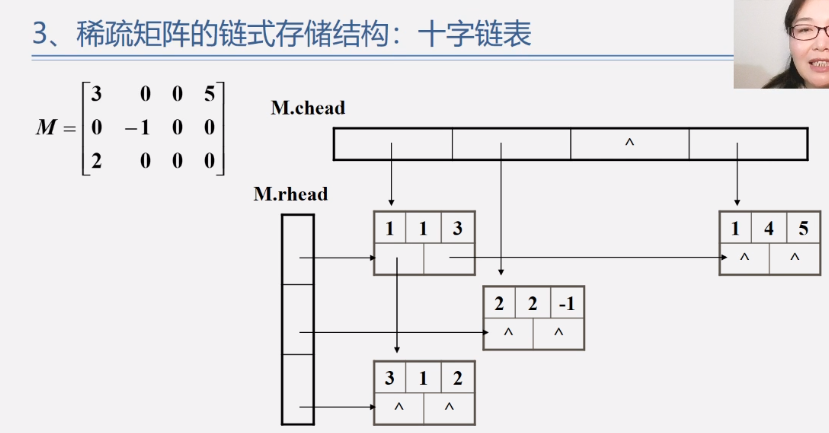 3、稀疏矩阵的链式存储结构：十字链表
M = 
3 0 0 5
0 -1 0 0
2 0 0 0
M.chead
^
M.rhead
1 1 3
1 4 5
^ ^
2 2 -1
^ ^
3 1 2
^ ^